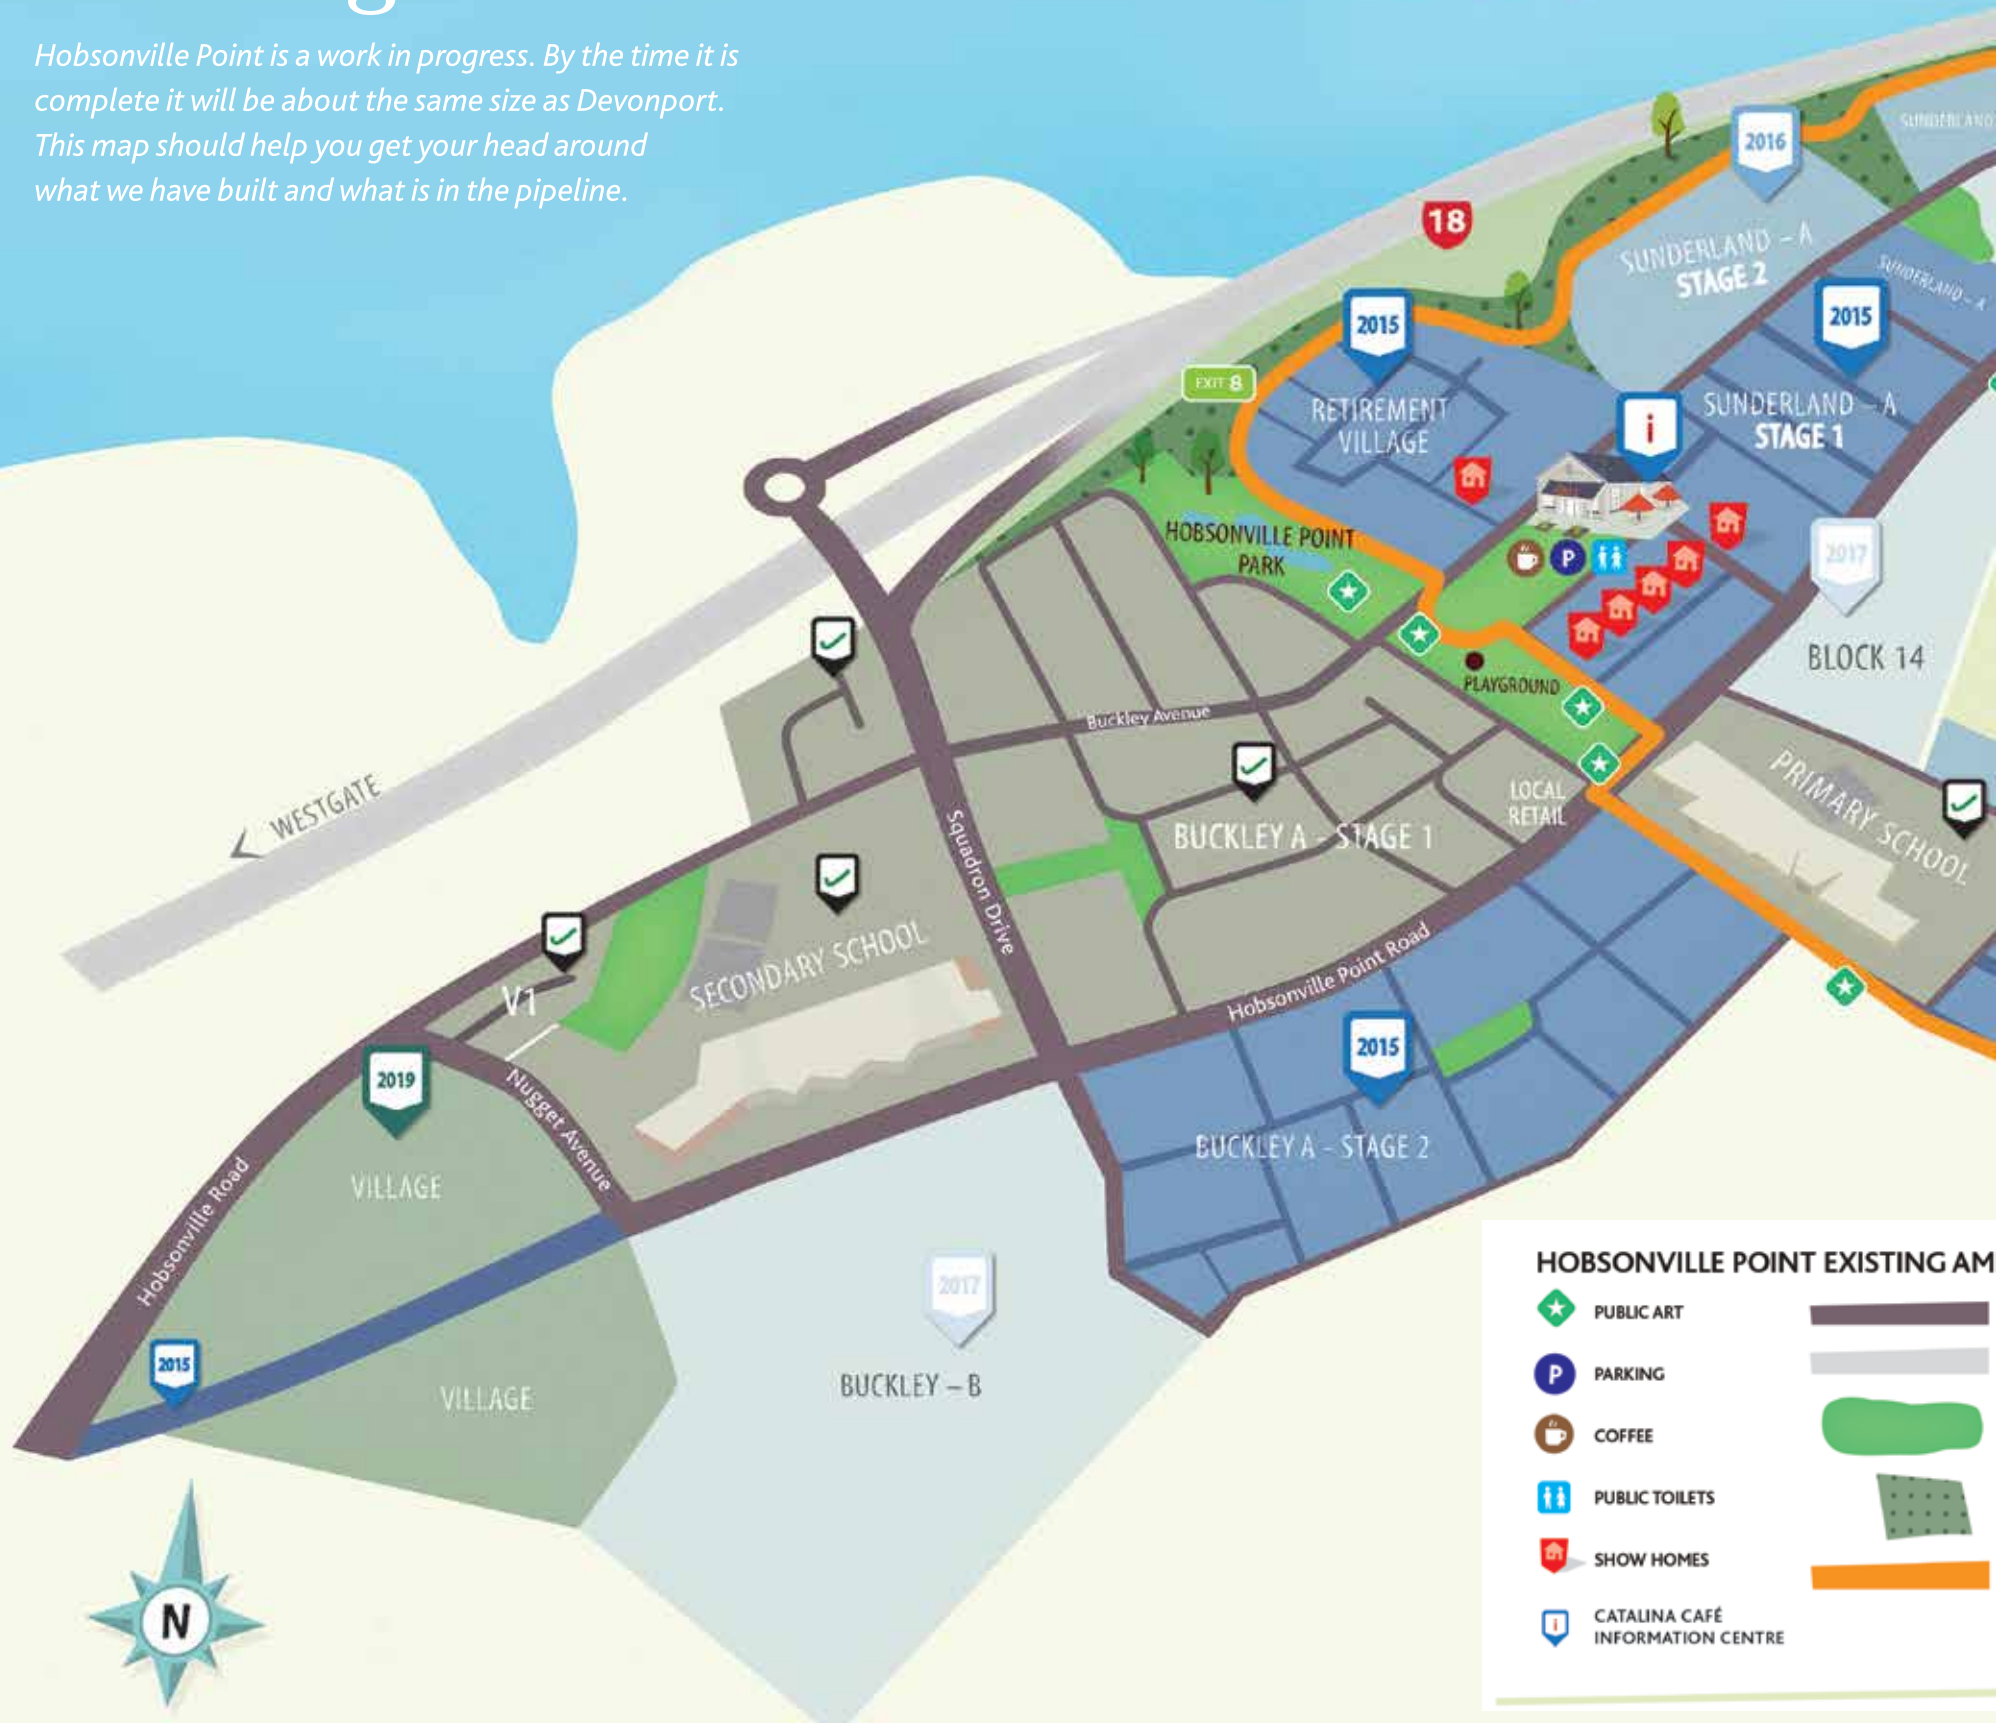 Hobsonville Point is a work in progress. By the time it is
complete it will be about the same size as Devonport.
This map should help you get your head around
what we have built and what is in the pipeline.
2016
SUNDERLAND
18
SUNDERLAND – A
STAGE 2
SUNDERLAND – A
2015
2015
EXIT 8
RETIREMENT
VILLAGE
i
SUNDERLAND – A
STAGE 1
HOBSONVILLE POINT
PARK
P
2017
BLOCK 14
PLAYGROUND
Buckley Avenue
LOCAL
RETAIL
PRIMARY SCHOOL
WESTGATE
BUCKLEY A – STAGE 1
Squadron Drive
SECONDARY SCHOOL
V1
Hobsonville Point Road
2015
2019
Nugget Avenue
BUCKLEY A – STAGE 2
VILLAGE
Hobsonville Road
2017
2015
VILLAGE
BUCKLEY – B
N
HOBSONVILLE POINT EXISTING AM
PUBLIC ART
P PARKING
COFFEE
PUBLIC TOILETS
SHOW HOMES
i CATALINA CAFÉ
INFORMATION CENTRE